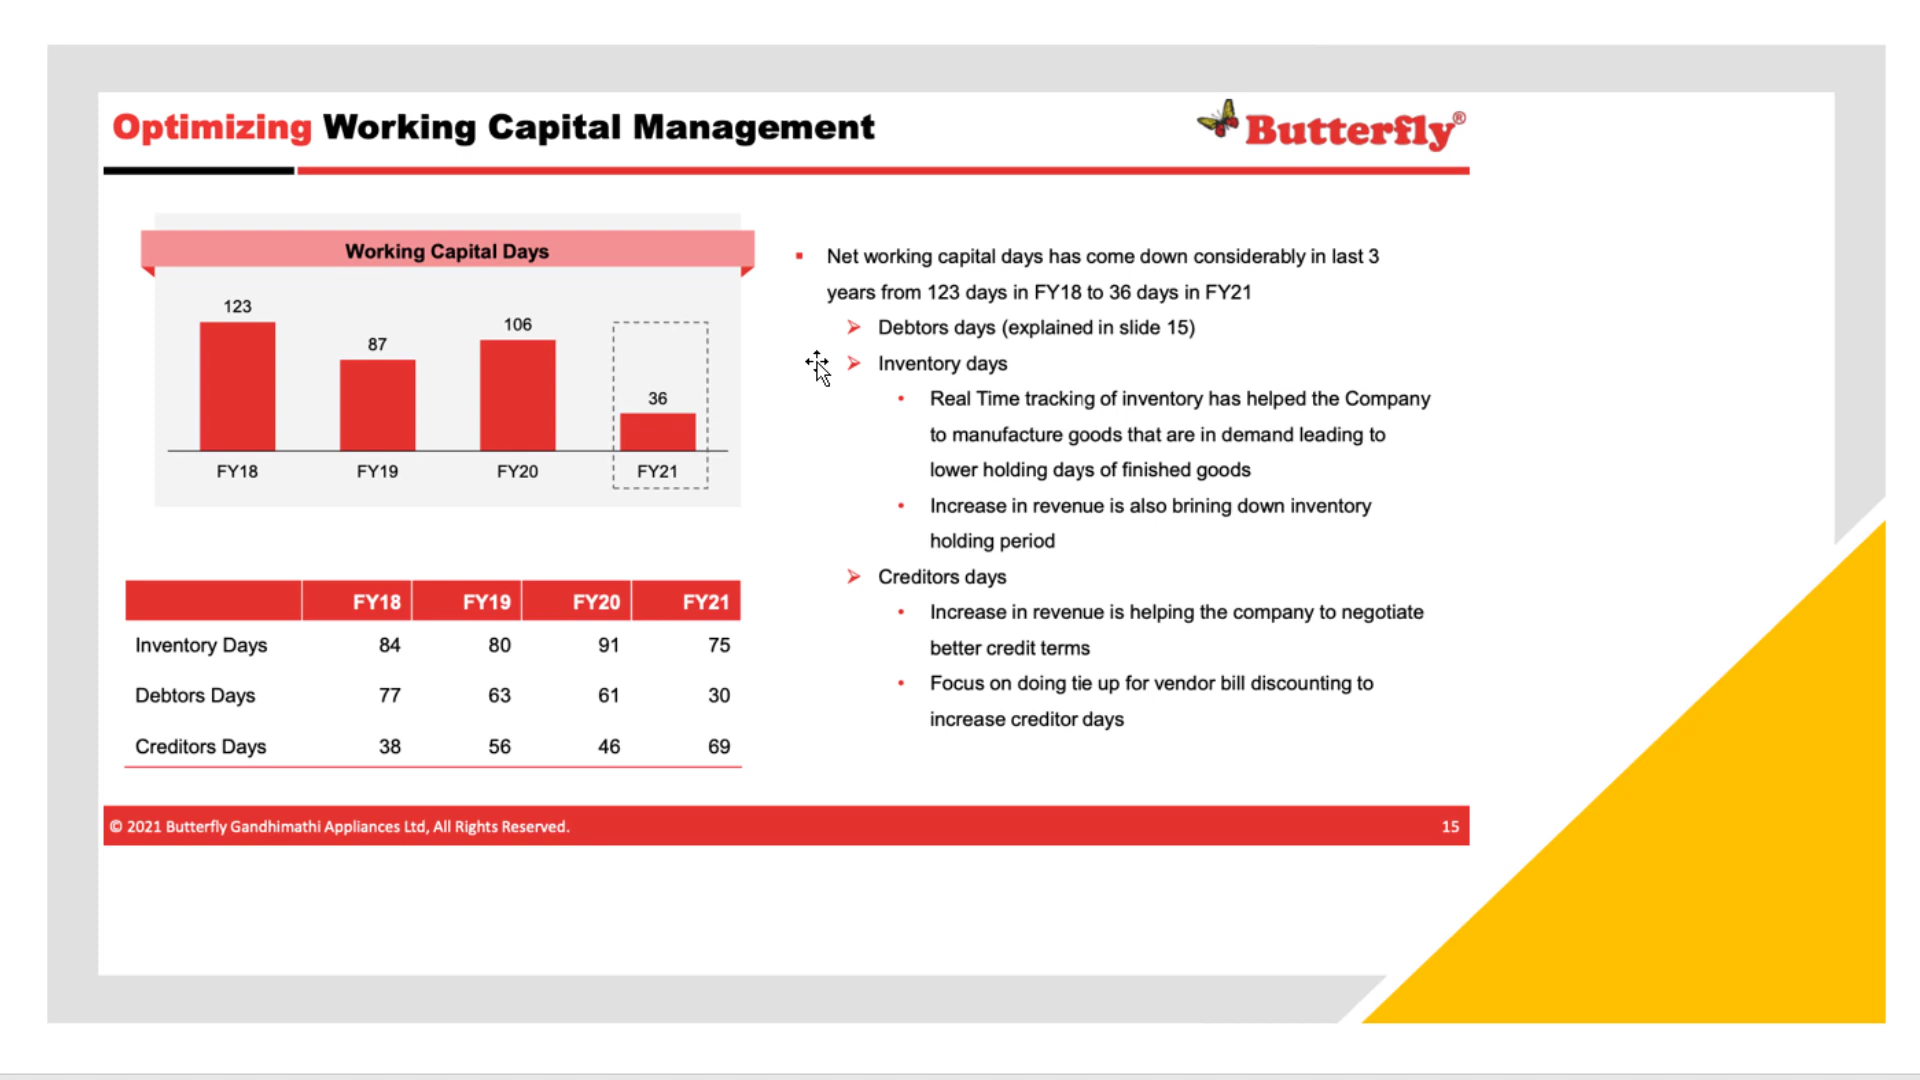 Optimizing Working Capital Management
Butterfly®
Working Capital Days
123
87
106
36
FY18 FY19 FY20 FY21
FY18 FY19 FY20 FY21
Inventory Days 84 80 91 75
Debtors Days 77 63 61 30
Creditors Days 38 56 46 69
Net working capital days has come down considerably in last 3
years from 123 days in FY18 to 36 days in FY21
Debtors days (explained in slide 15)
Inventory days
Real Time tracking of inventory has helped the Company
to manufacture goods that are in demand leading to
lower holding days of finished goods
Increase in revenue is also brining down inventory
holding period
Creditors days
Increase in revenue is helping the company to negotiate
better credit terms
Focus on doing tie up for vendor bill discounting to
increase creditor days
© 2021 Butterfly Gandhimathi Appliances Ltd, All Rights Reserved.
15